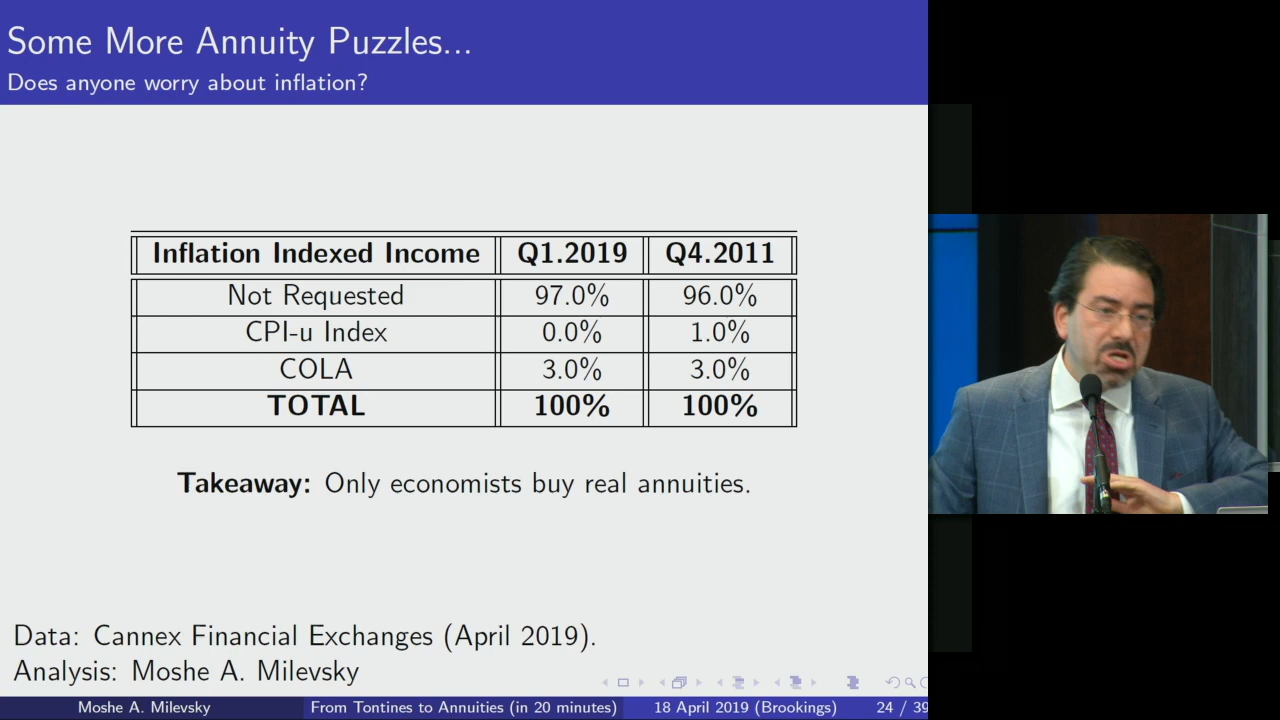 Some More Annuity Puzzles...
Does anyone worry about inflation?
Inflation Indexed Income Q1.2019 Q4.2011
Not Requested 97.0% 96.0%
CPI-u Index 0.0% 1.0%
COLA 3.0% 3.0%
TOTAL 100% 100%
Takeaway: Only economists buy real annuities.
Data: Cannex Financial Exchanges (April 2019).
Analysis: Moshe A. Milevsky
Moshe A. Milevsky From Tontines to Annuities (in 20 minutes) 18 April 2019 (Brookings) 24 / 39